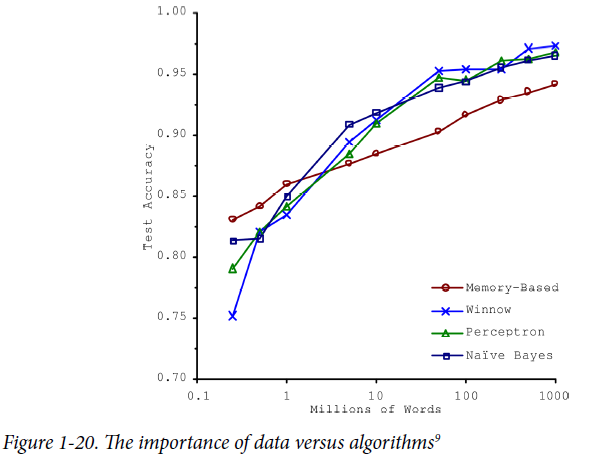 1.00
0.95
0.90
0.85
0.80
0.75
0.70
Test Accuracy
0.1 1 10 100 1000
Millions of Words
Memory-Based
Winnow
Perceptron
Naïve Bayes
Figure 1-20. The importance of data versus algorithms⁹